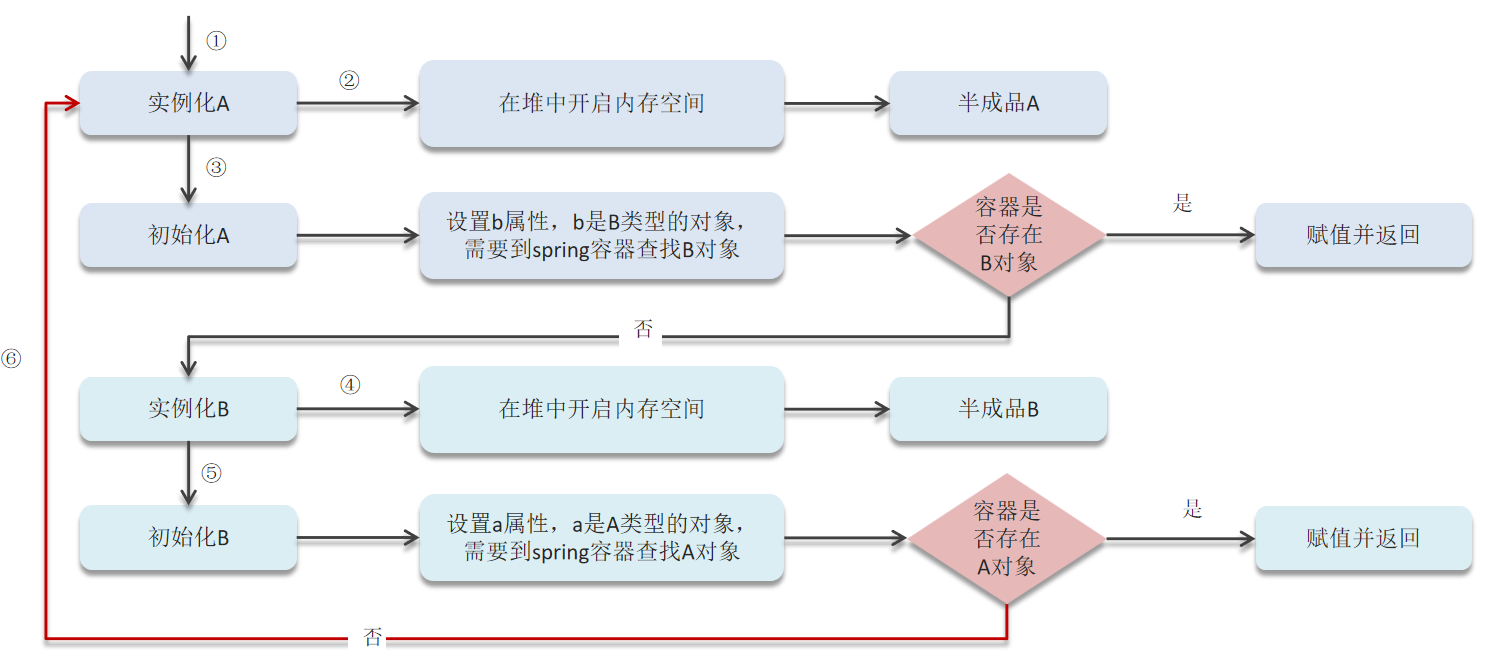 ①
实例化A
②
在堆中开启内存空间
半成品A
③
初始化A
设置b属性，b是B类型的对象，
需要到spring容器查找B对象
容器是
否存在
B对象
是
赋值并返回
否
⑥
实例化B
④
在堆中开启内存空间
半成品B
⑤
初始化B
设置a属性，a是A类型的对象，
需要到spring容器查找A对象
容器是
否存在
A对象
是
赋值并返回
否